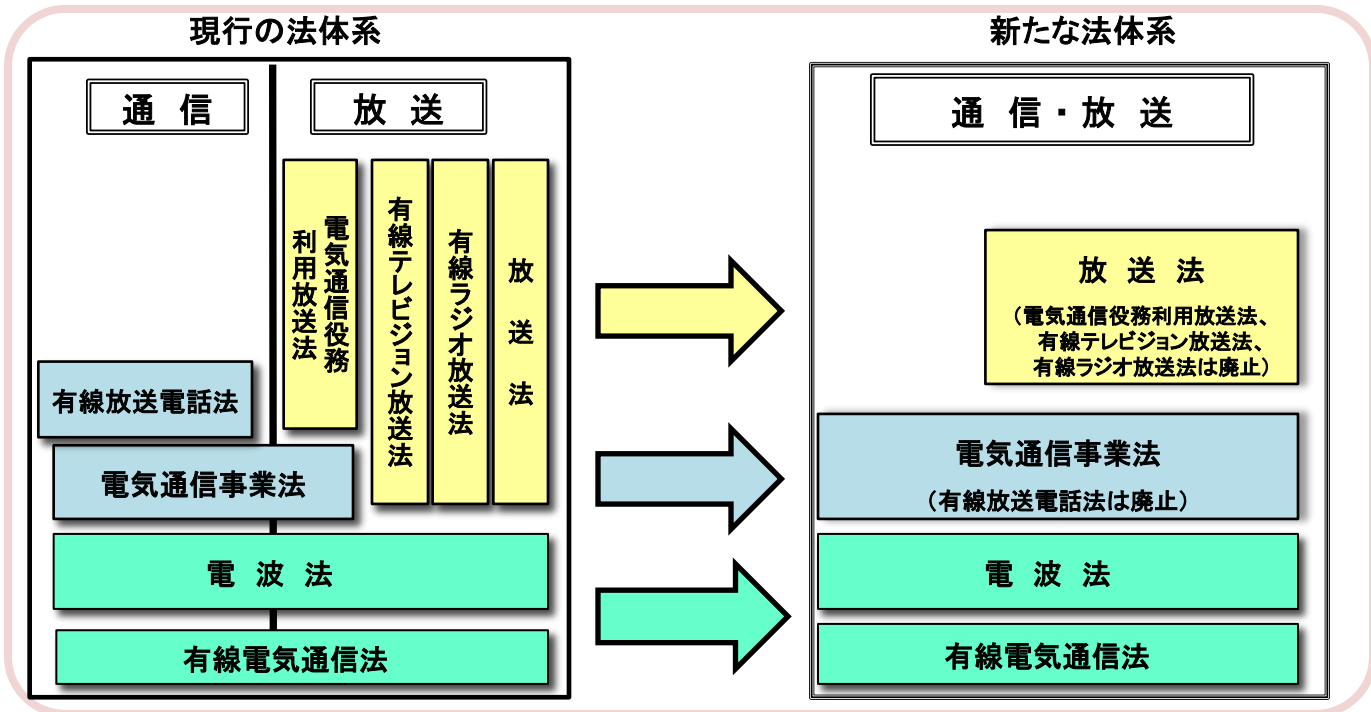 現行の法体系
通 信
放 送
電気通信役務
利用放送法
有線テレビジョン放送法
有線ラジオ放送法
放 送 法
有線放送電話法
電気通信事業法
電 波 法
有線電気通信法
新たな法体系
通 信・放 送
放 送 法
（電気通信役務利用放送法、
有線テレビジョン放送法、
有線ラジオ放送法は廃止）
電気通信事業法
（有線放送電話法は廃止）
電 波 法
有線電気通信法